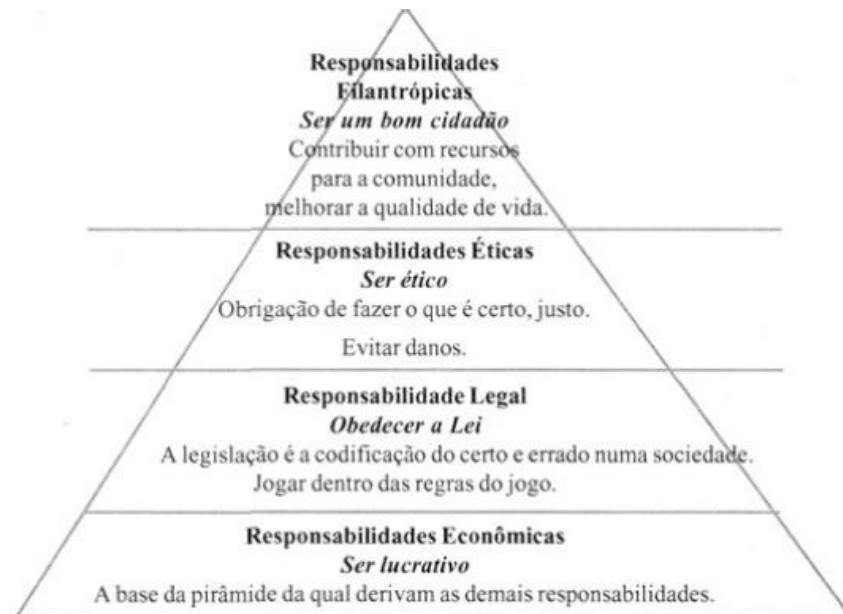 Responsabilidades
Filantrópicas
Ser um bom cidadão
Contribuir com recursos
para a comunidade,
melhorar a qualidade de vida.
Responsabilidades Éticas
Ser ético
Obrigação de fazer o que é certo, justo.
Evitar danos.
Responsabilidade Legal
Obedecer a Lei
A legislação é a codificação do certo e errado numa sociedade.
Jogar dentro das regras do jogo.
Responsabilidades Econômicas
Ser lucrativo
A base da pirâmide da qual derivam as demais responsabilidades.